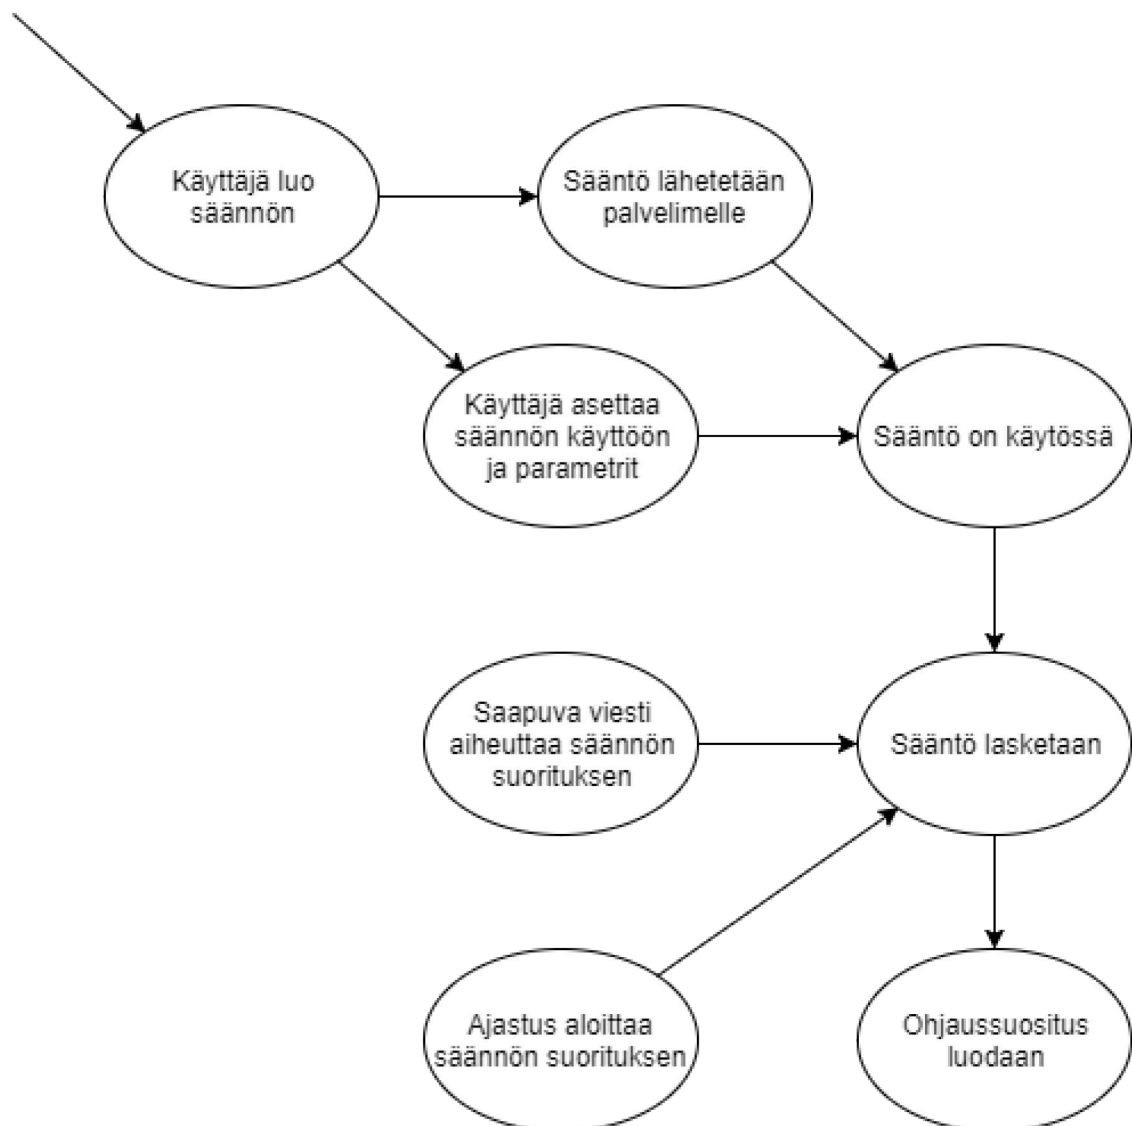 Käyttäjä luo
säännön
Sääntö lähetetään
palvelimelle
Käyttäjä asettaa
säännön käyttöön
ja parametrit
Sääntö on käytössä
Saapuva viesti
aiheuttaa säännön
suorituksen
Sääntö lasketaan
Ajastus aloittaa
säännön suorituksen
Ohjaussuositus
luodaan